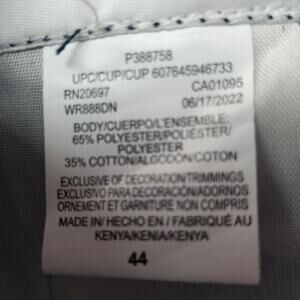 P388758
UPC/CUP/CUP 607645946733
RN20697 CA01095
WR888DN 06/17/2022
BODY/CUERPO/L'ENSEMBLE:
65% POLYESTER/POLIÉSTER/
POLYESTER
35% COTTON/ALGODÓN/COTON
EXCLUSIVE OF DECORATION/TRIMMINGS
EXCLUSIVO PARA DECORACIÓN/ADORNOS
ORNEMENT ET GARNITURE NON COMPRIS
MADE IN/ HECHO EN / FABRIQUÉ AU
KENYA/KENIA/KENYA
44